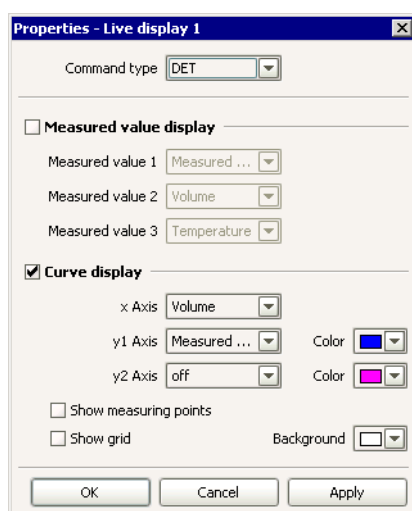 Properties - Live display 1
Command type DET
Measured value display
Measured value 1 Measured ...
Measured value 2 Volume
Measured value 3 Temperature
Curve display
x Axis Volume
y1 Axis Measured ... Color
y2 Axis off Color
Show measuring points
Show grid Background
OK Cancel Apply